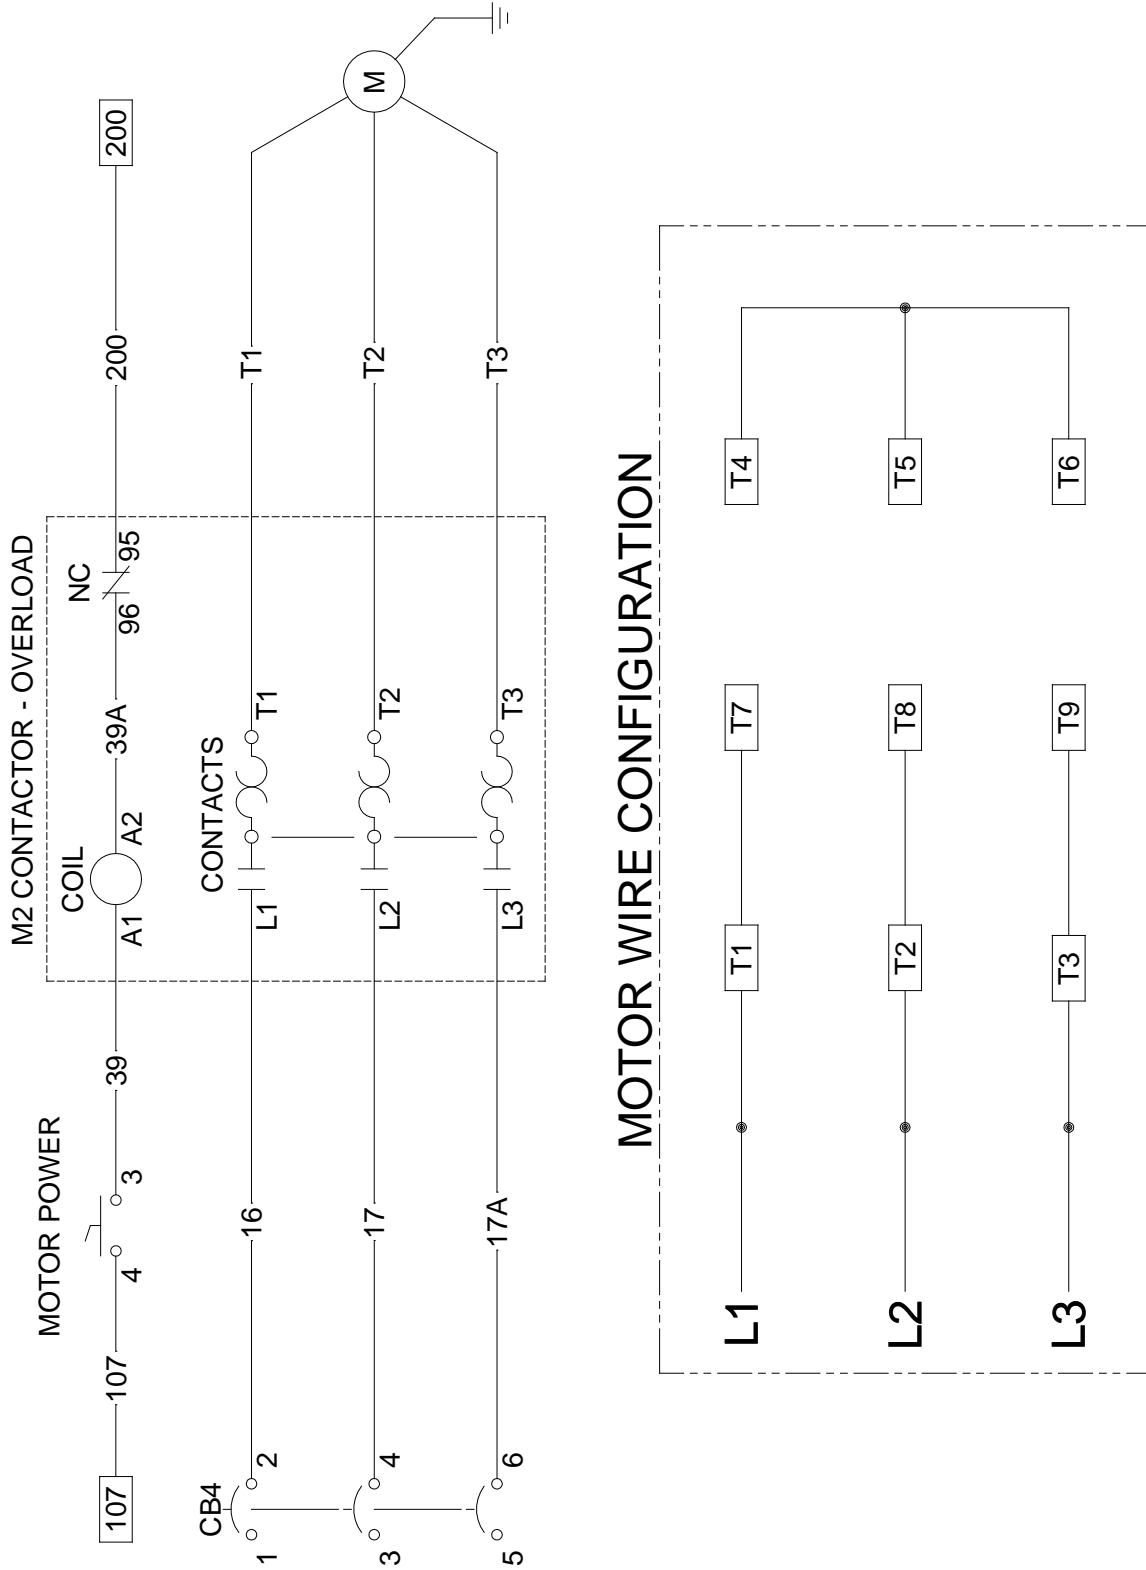 M2 CONTACTOR - OVERLOAD
MOTOR POWER
COIL
NC
107
107
4
3
39
A1
A2
39A
96
95
200
200
CONTACTS
CB4
1
2
16
L1
T1
T1
3
4
17
L2
T2
T2
M
5
6
17A
L3
T3
T3
MOTOR WIRE CONFIGURATION
L1
T1
T7
T4
L2
T2
T8
T5
L3
T3
T9
T6